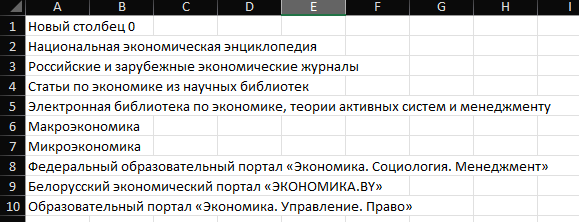 A B C D E F G H I
1 Новый столбец 0
2 Национальная экономическая энциклопедия
3 Российские и зарубежные экономические журналы
4 Статьи по экономике из научных библиотек
5 Электронная библиотека по экономике, теории активных систем и менеджменту
6 Макроэкономика
7 Микроэкономика
8 Федеральный образовательный портал «Экономика. Социология. Менеджмент»
9 Белорусский экономический портал «ЭКОНОМИКА.BY»
10 Образовательный портал «Экономика. Управление. Право»